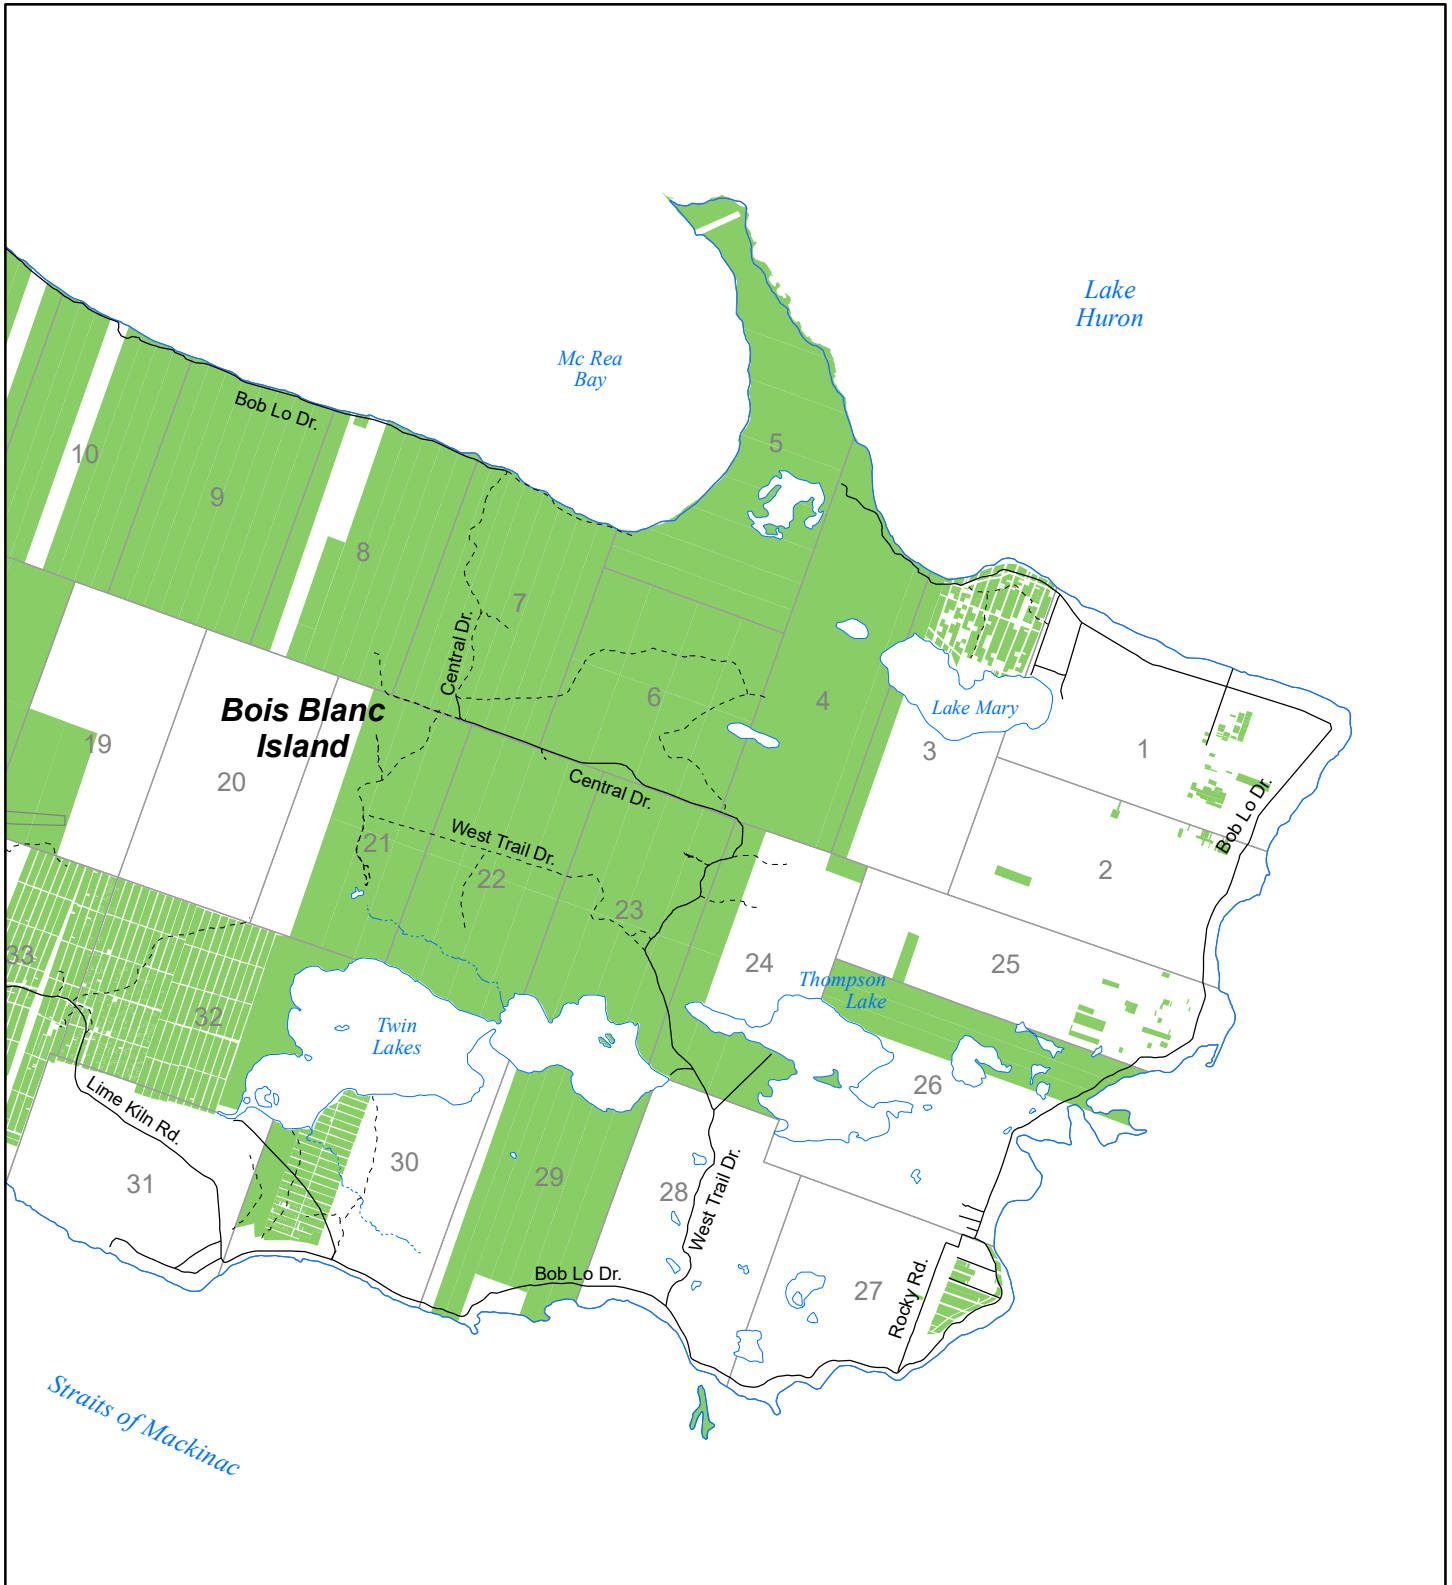 Lake
Huron
Mc Rea
Bay
Bob Lo Dr.
10
9
5
8
7
Central Dr.
6
4
Lake Mary
3
1
Bois Blanc
Island
19
20
Central Dr.
Bob Lo Dr.
21
West Trail Dr.
22
2
23
33
24
25
Thompson
Lake
32
Twin
Lakes
26
Lime Kiln Rd.
31
30
29
28
West Trail Dr.
Bob Lo Dr.
27
Rocky Rd.
Straits of Mackinac